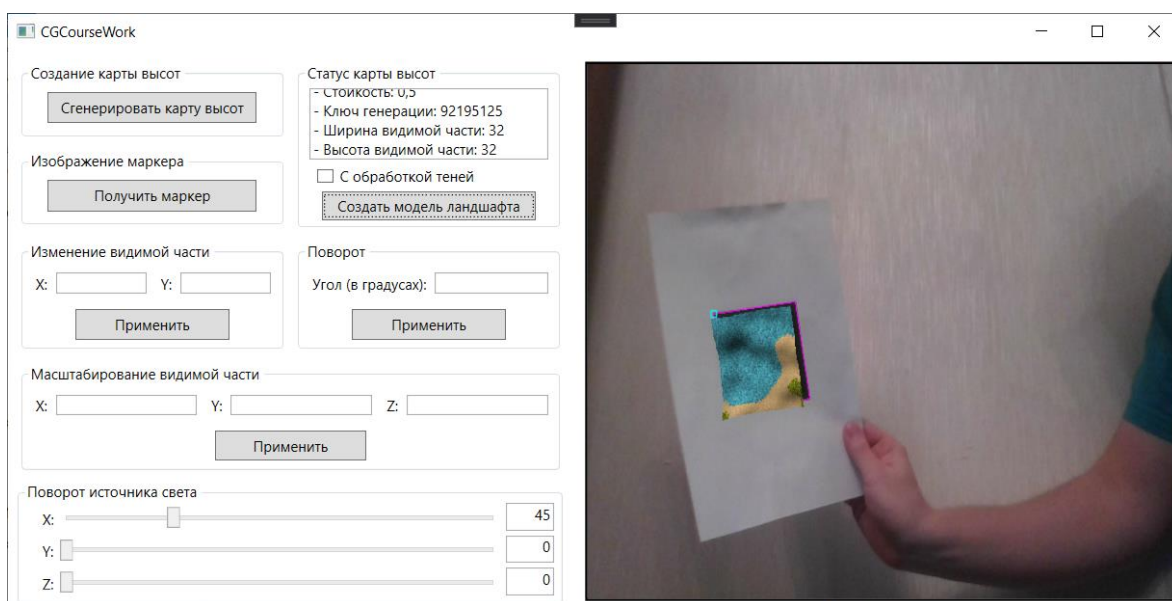 CGCourseWork
Создание карты высот
Сгенерировать карту высот
Статус карты высот
- Стойкость: 0,5
- Ключ генерации: 92195125
- Ширина видимой части: 32
- Высота видимой части: 32
С обработкой теней
Создать модель ландшафта
Изображение маркера
Получить маркер
Изменение видимой части
X: Y:
Применить
Поворот
Угол (в градусах):
Применить
Масштабирование видимой части
X: Y: Z:
Применить
Поворот источника света
X: 45
Y: 0
Z: 0